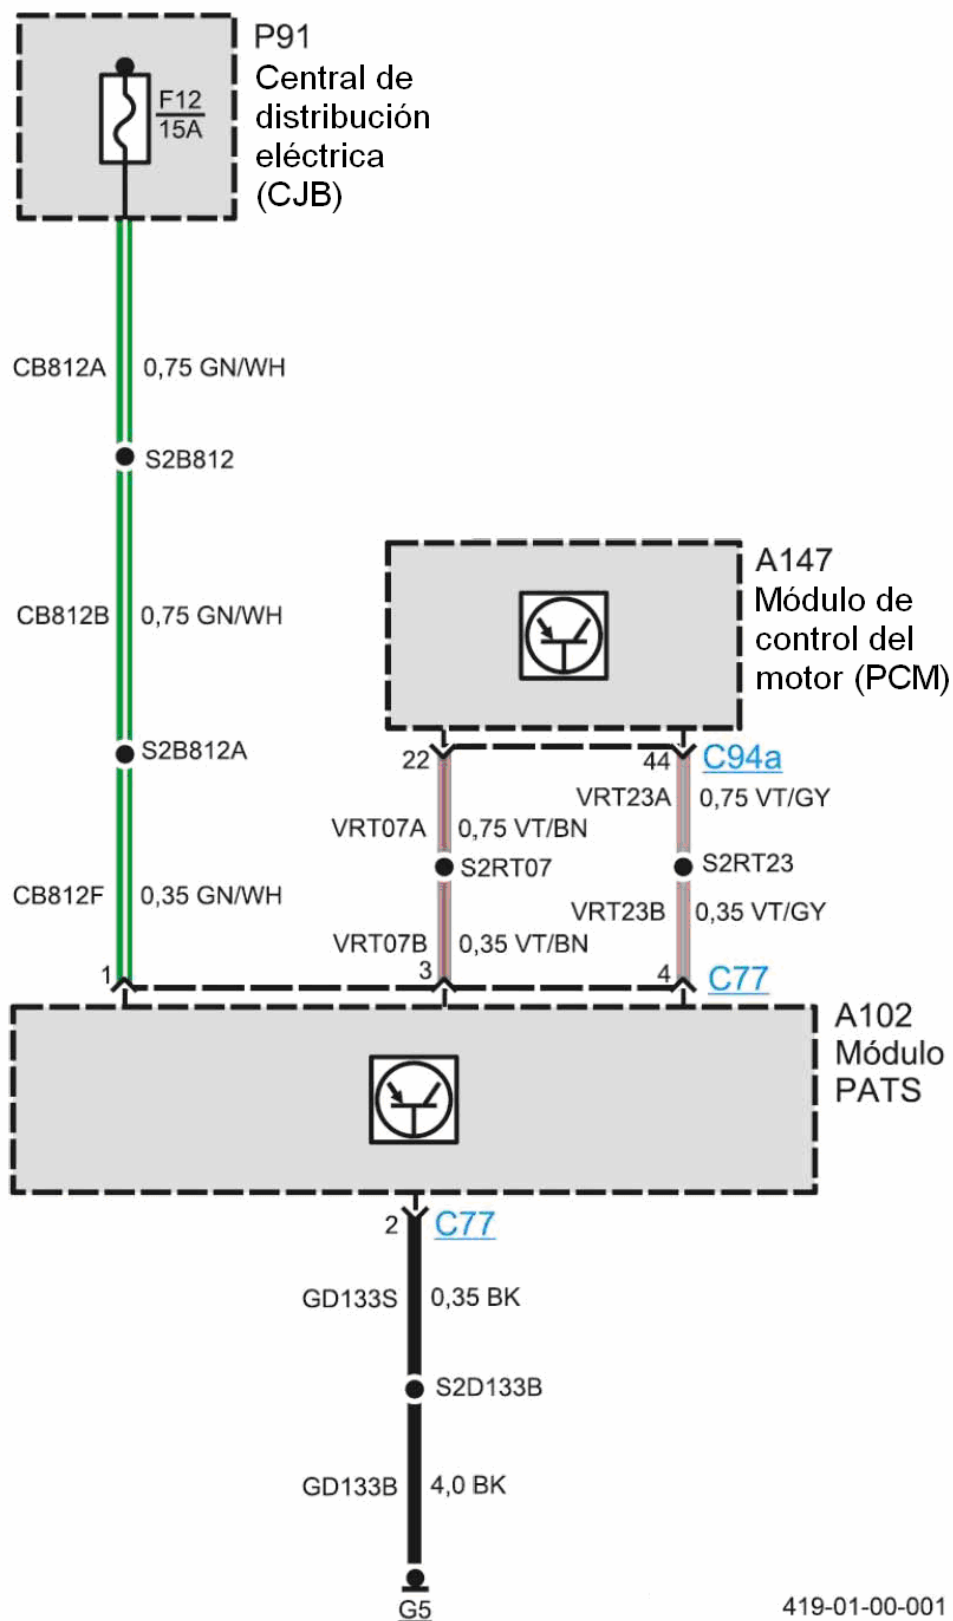 P91
Central de
distribución
eléctrica
(CJB)
F12
15A
CB812A
0,75 GN/WH
S2B812
CB812B
0,75 GN/WH
A147
Módulo de
control del
motor (PCM)
S2B812A
22
44
C94a
VRT23A
0,75 VT/GY
VRT07A
0,75 VT/BN
S2RT07
S2RT23
CB812F
0,35 GN/WH
VRT23B
0,35 VT/GY
VRT07B
0,35 VT/BN
1
3
4
C77
A102
Módulo
PATS
2
C77
GD133S
0,35 BK
S2D133B
GD133B
4,0 BK
G5
419-01-00-001